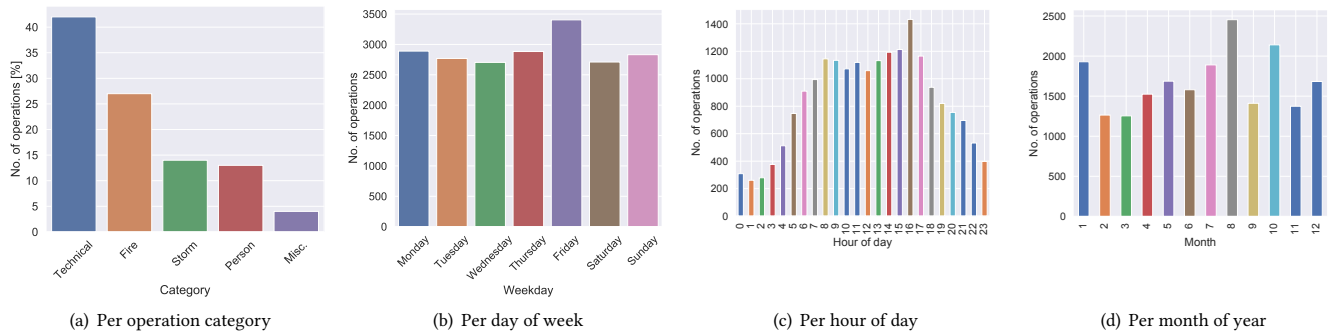 No. of operations [%]
40
35
30
25
20
15
10
5
0
Technical
Fire
Storm
Person
Misc.
Category
(a) Per operation category
No. of operations
3500
3000
2500
2000
1500
1000
500
0
Monday
Tuesday
Wednesday
Thursday
Friday
Saturday
Sunday
Weekday
(b) Per day of week
No. of operations
1400
1200
1000
800
600
400
200
0
0 1 2 3 4 5 6 7 8 9 10 11 12 13 14 15 16 17 18 19 20 21 22 23
Hour of day
(c) Per hour of day
No. of operations
2500
2000
1500
1000
500
0
1 2 3 4 5 6 7 8 9 10 11 12
Month
(d) Per month of year